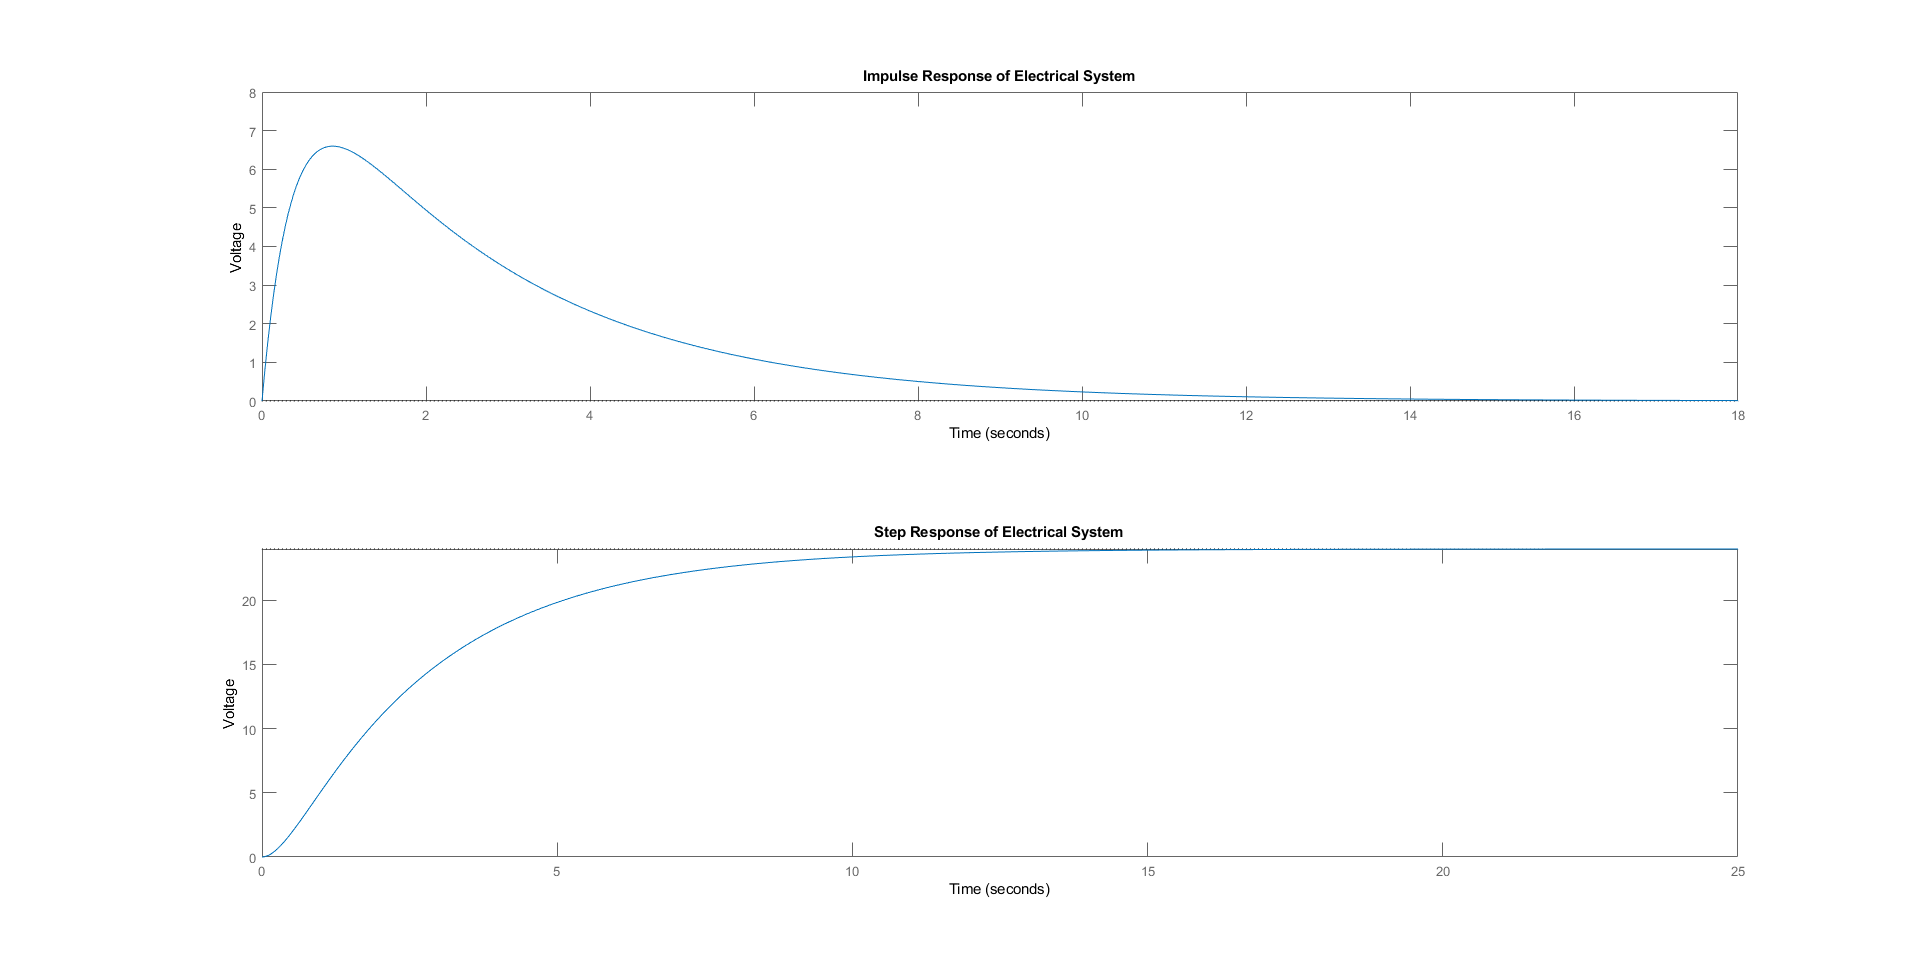 Impulse Response of Electrical System
8
7
6
5
4
3
2
1
0
Voltage
0 2 4 6 8 10 12 14 16 18
Time (seconds)
Step Response of Electrical System
20
15
10
5
0
Voltage
0 5 10 15 20 25
Time (seconds)